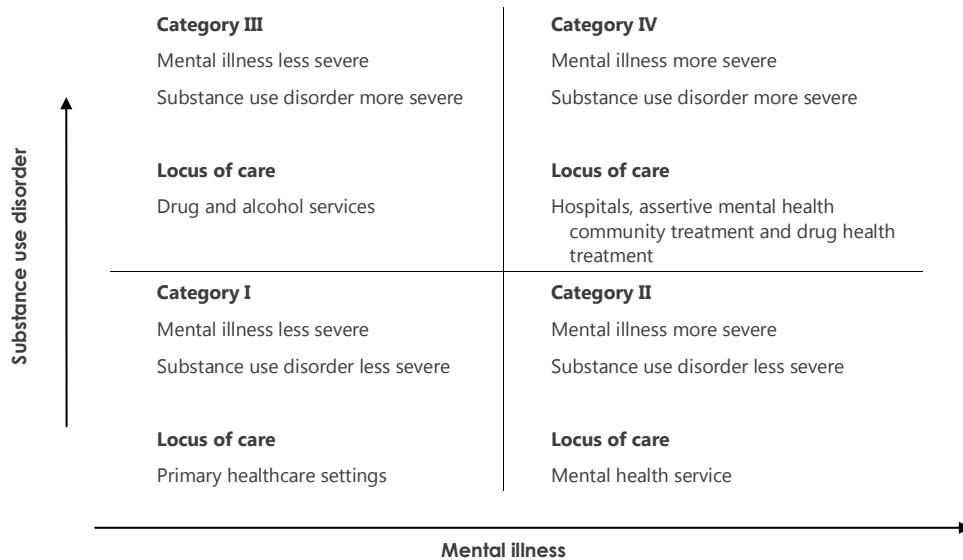 Category III
Mental illness less severe
Substance use disorder more severe
Locus of care
Drug and alcohol services
Category IV
Mental illness more severe
Substance use disorder more severe
Locus of care
Hospitals, assertive mental health
community treatment and drug health
treatment
Category I
Mental illness less severe
Substance use disorder less severe
Locus of care
Primary healthcare settings
Category II
Mental illness more severe
Substance use disorder less severe
Locus of care
Mental health service
Substance use disorder
Mental illness